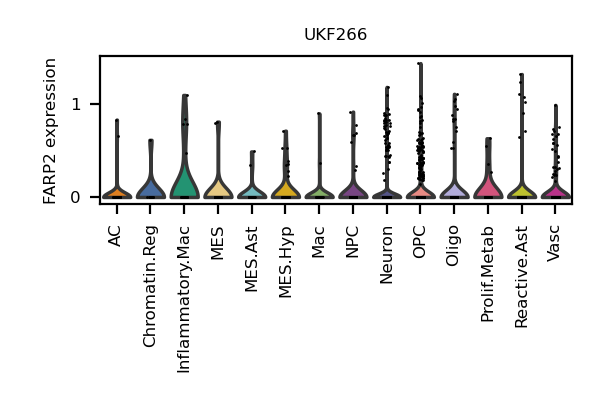 UKF266
FARP2 expression
1
0
AC
Chromatin.Reg
Inflammatory.Mac
MES
MES.Ast
MES.Hyp
Mac
NPC
Neuron
OPC
Oligo
Prolif.Metab
Reactive.Ast
Vasc